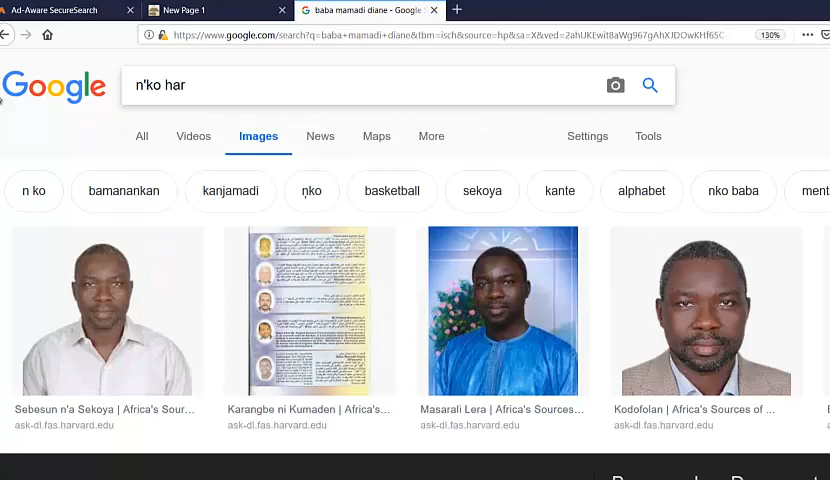 Ad-Aware SecureSearch
New Page 1
baba mamadi diane - Google S
https://www.google.com/search?q=baba+mamadi+diane&tbm=isch&source=hp&sa=X&ved=2ahUKEwit8aWg967gAhXJDOwKHf65C
130%
Google
n'ko har
All Videos Images News Maps More Settings Tools
n ko bamanankan kanjamadi ņko basketball sekoya kante alphabet nko baba ment
Sebesun n'a Sekoya | Africa's Sour... Karangbe ni Kumaden | Africa's... Masarali Lera | Africa's Sources... Kodofolan | Africa's Sources of ...
ask-dl.fas.harvard.edu ask-dl.fas.harvard.edu ask-dl.fas.harvard.edu ask-dl.fas.harvard.edu